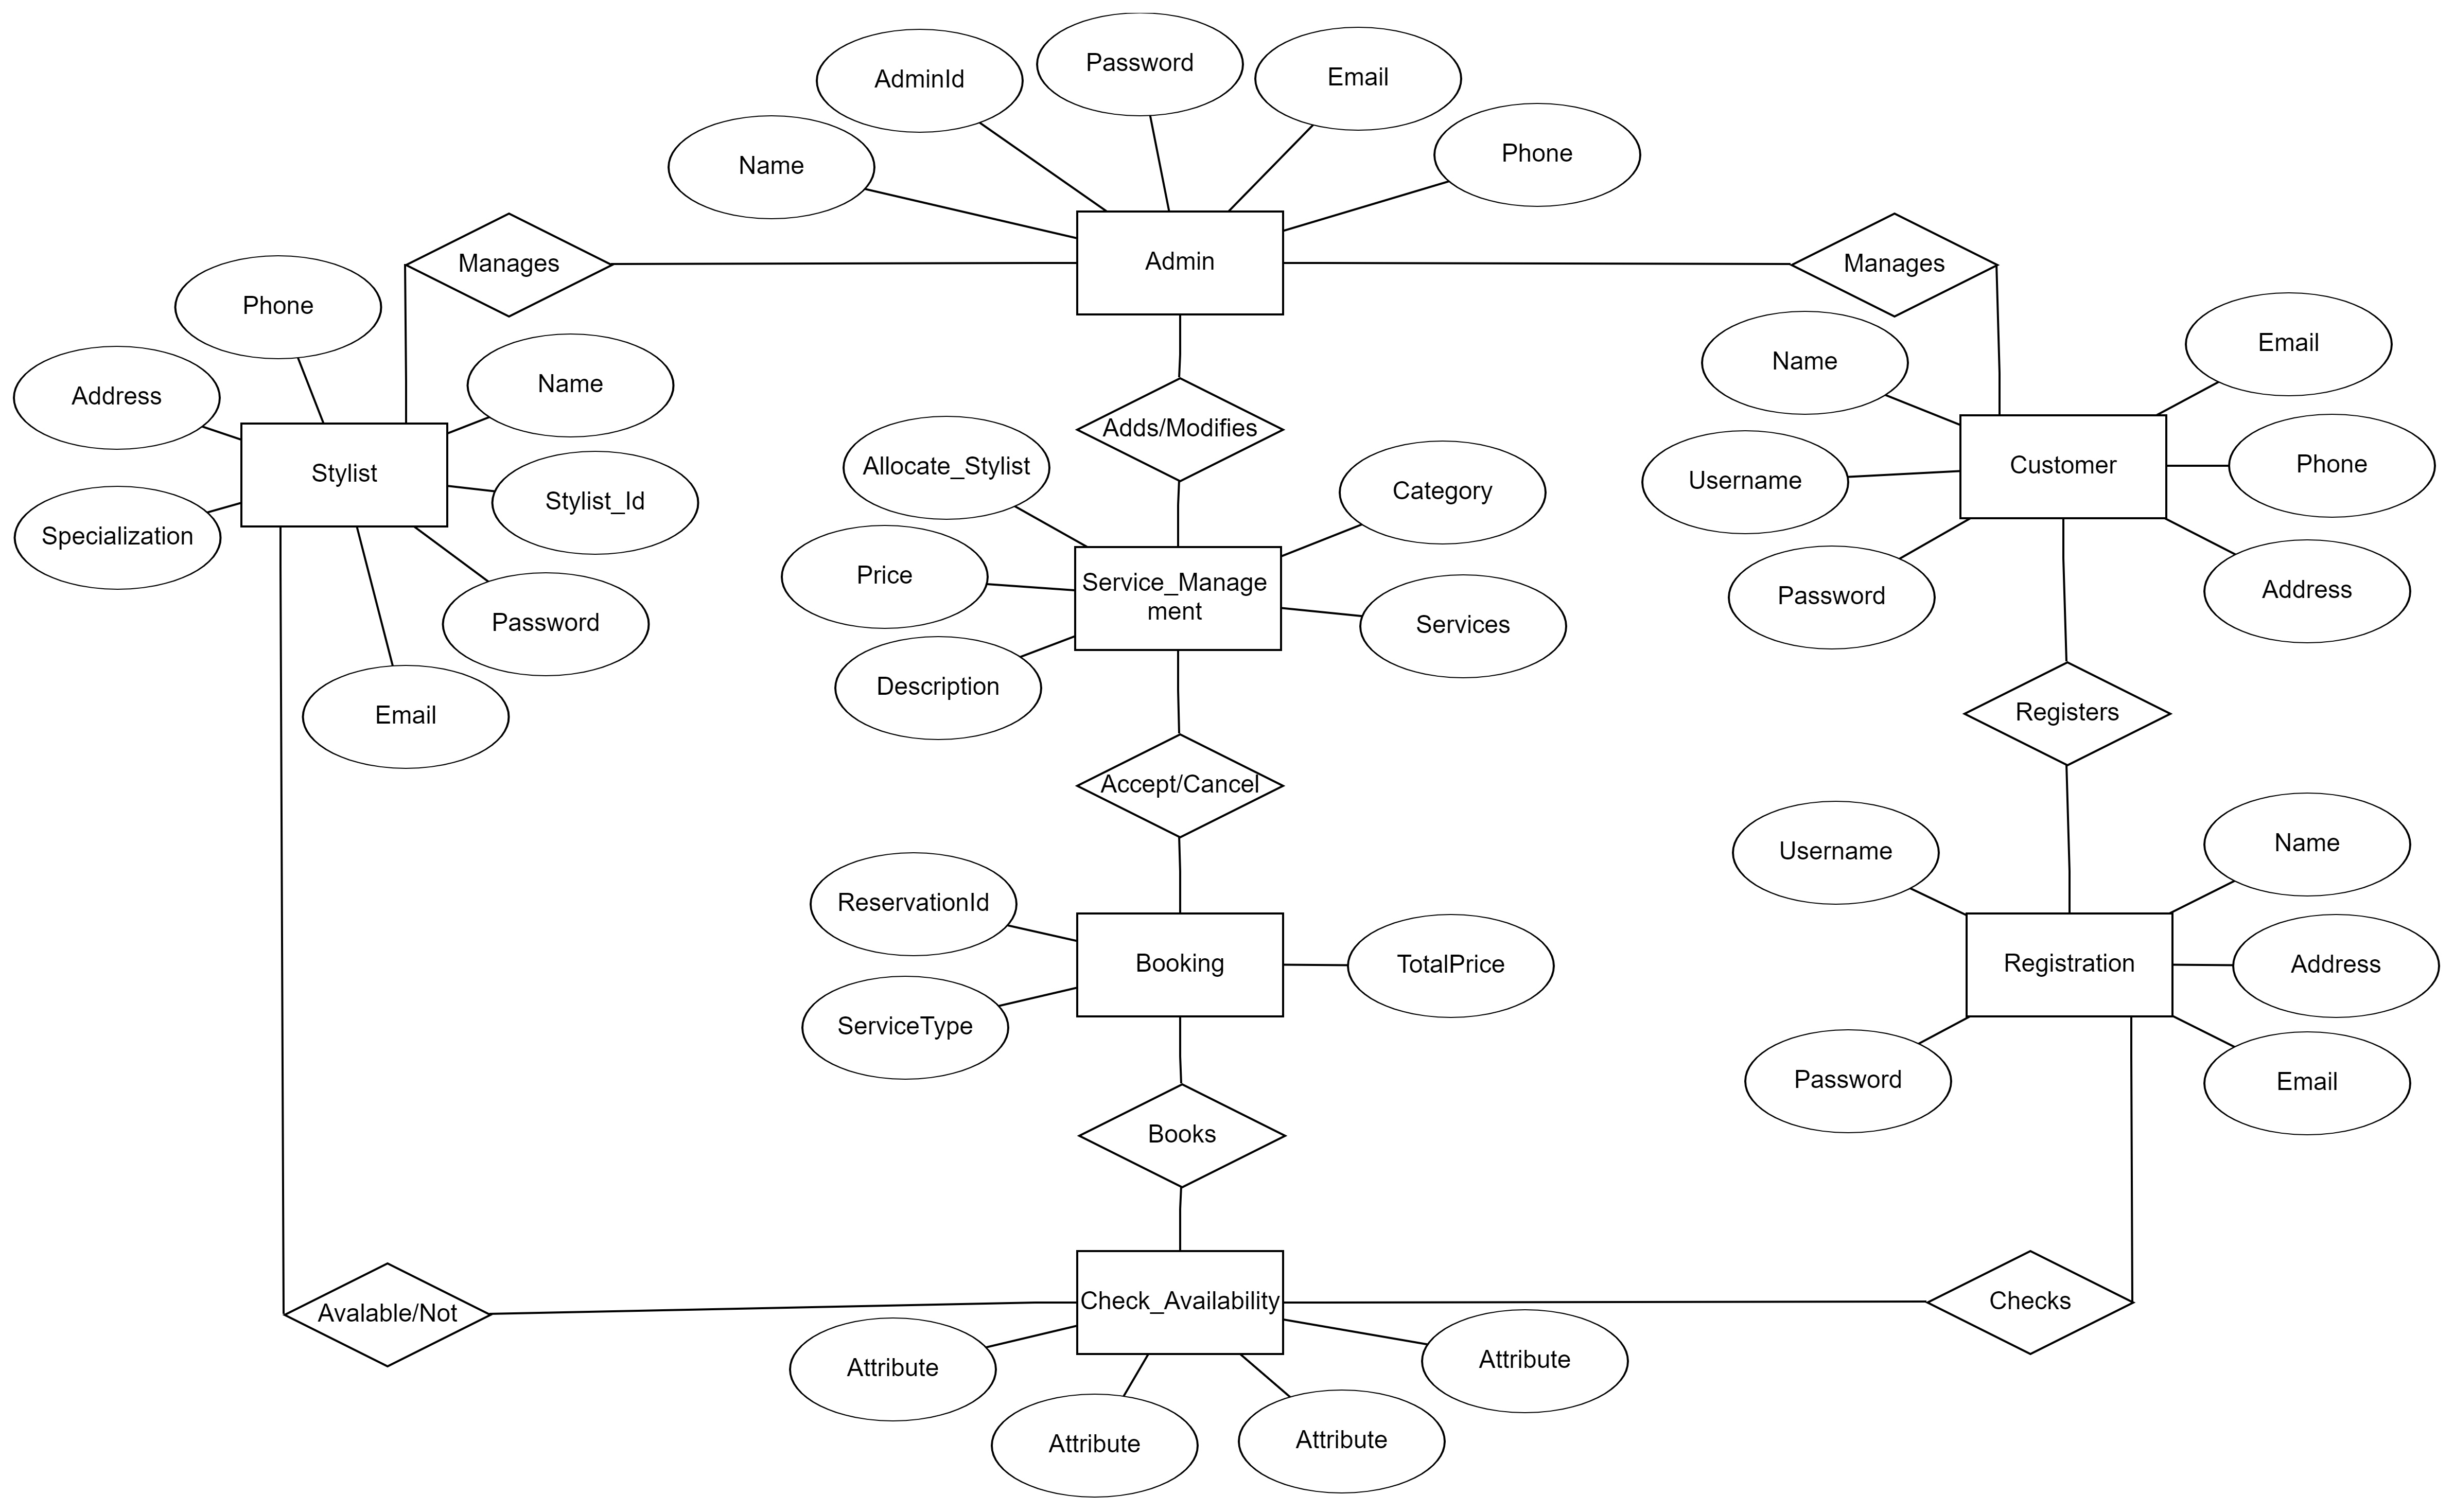 Password
Email
AdminId
Phone
Name
Admin
Manages
Manages
Phone
Email
Name
Name
Address
Adds/Modifies
Customer
Phone
Allocate_Stylist
Stylist
Username
Category
Stylist_Id
Specialization
Price
Service_Manage
ment
Address
Password
Password
Services
Description
Email
Registers
Accept/Cancel
Name
Username
ReservationId
Booking
TotalPrice
Registration
Address
ServiceType
Password
Email
Books
Check_Availability
Checks
Avalable/Not
Attribute
Attribute
Attribute
Attribute